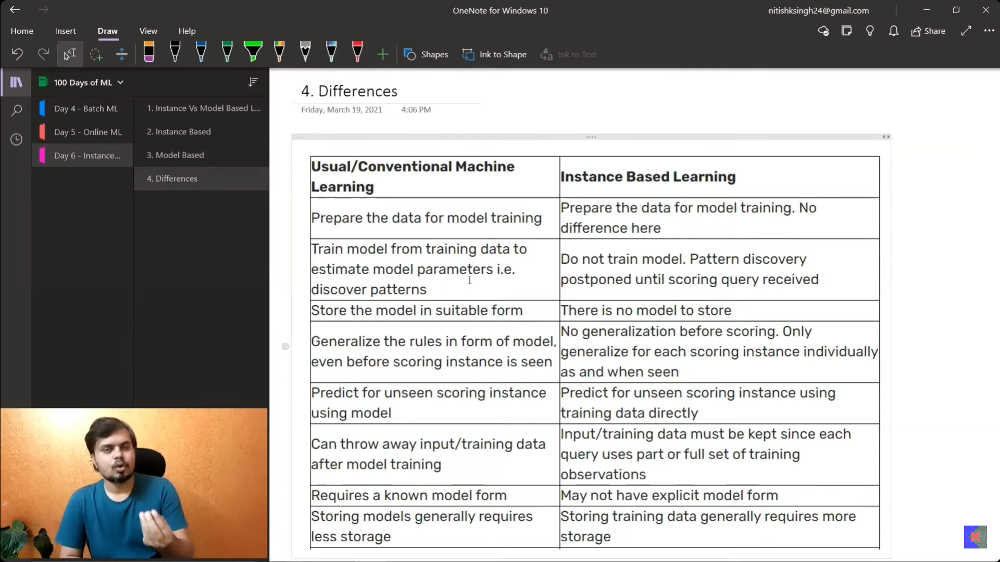 OneNote for Windows 10
nitishksingh24@gmail.com
Home
Insert
Draw
View
Help
Share
Shapes
Ink to Shape
Ink to Text
100 Days of ML
Day 4 - Batch ML
Day 5 - Online ML
Day 6 - Instance...
1. Instance Vs Model Based L...
2. Instance Based
3. Model Based
4. Differences
4. Differences
Friday, March 19, 2021
4:06 PM
Usual/Conventional Machine
Learning
Instance Based Learning
Prepare the data for model training
Prepare the data for model training. No
difference here
Train model from training data to
estimate model parameters i.e.
discover patterns
Do not train model. Pattern discovery
postponed until scoring query received
Store the model in suitable form
There is no model to store
Generalize the rules in form of model,
even before scoring instance is seen
No generalization before scoring. Only
generalize for each scoring instance individually
as and when seen
Predict for unseen scoring instance
using model
Predict for unseen scoring instance using
training data directly
Can throw away input/training data
after model training
Input/training data must be kept since each
query uses part or full set of training
observations
Requires a known model form
May not have explicit model form
Storing models generally requires
less storage
Storing training data generally requires more
storage